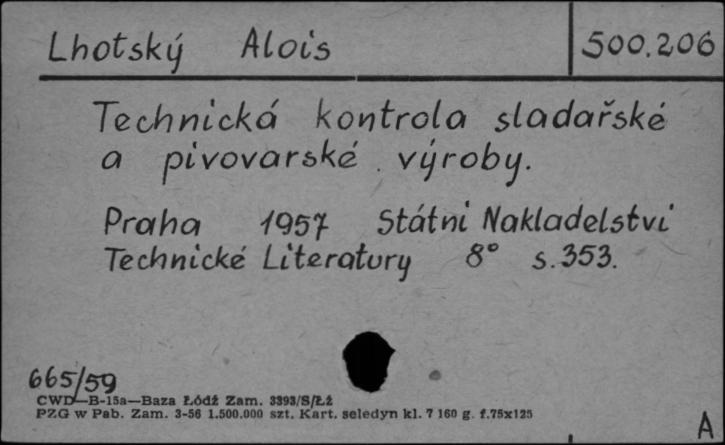 Lhotský Alois 500.206
Technická kontrola sladařské
a pivovarské výroby.
Praha 1957 Státni Nakladelstvi
Technické Literatury 8° s.353.
665/59
CWD—B-15a—Baza Łódź Zam. 3393/S/Łż
PZG w Pab. Zam. 3-56 1.500.000 szt. Kart. seledyn kl. 7 160 g. f.75x125
A